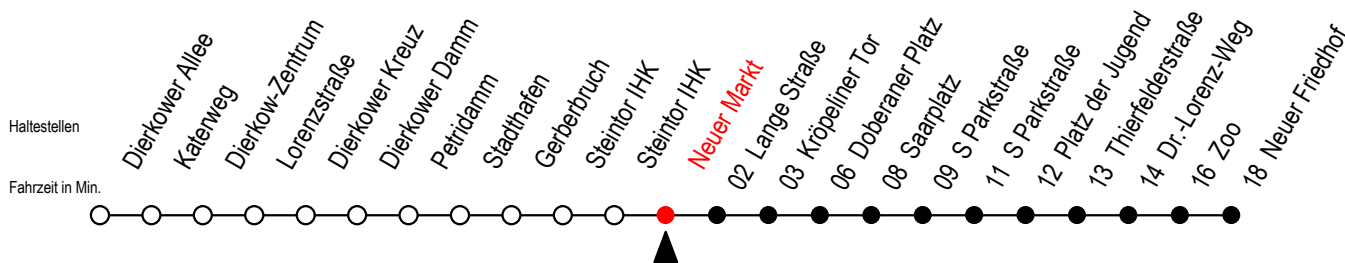 Haltestellen
Fahrzeit in Min.
Dierkower Allee
Katerweg
Dierkow-Zentrum
Lorenzstraße
Dierkower Kreuz
Dierkower Damm
Petridamm
Stadthafen
Gerberbruch
Steintor IHK
Steintor IHK
Neuer Markt
02 Lange Straße
03 Kröpeliner Tor
06 Doberaner Platz
08 Saarplatz
09 S Parkstraße
11 S Parkstraße
12 Platz der Jugend
13 Thierfelderstraße
14 Dr.-Lorenz-Weg
16 Zoo
18 Neuer Friedhof